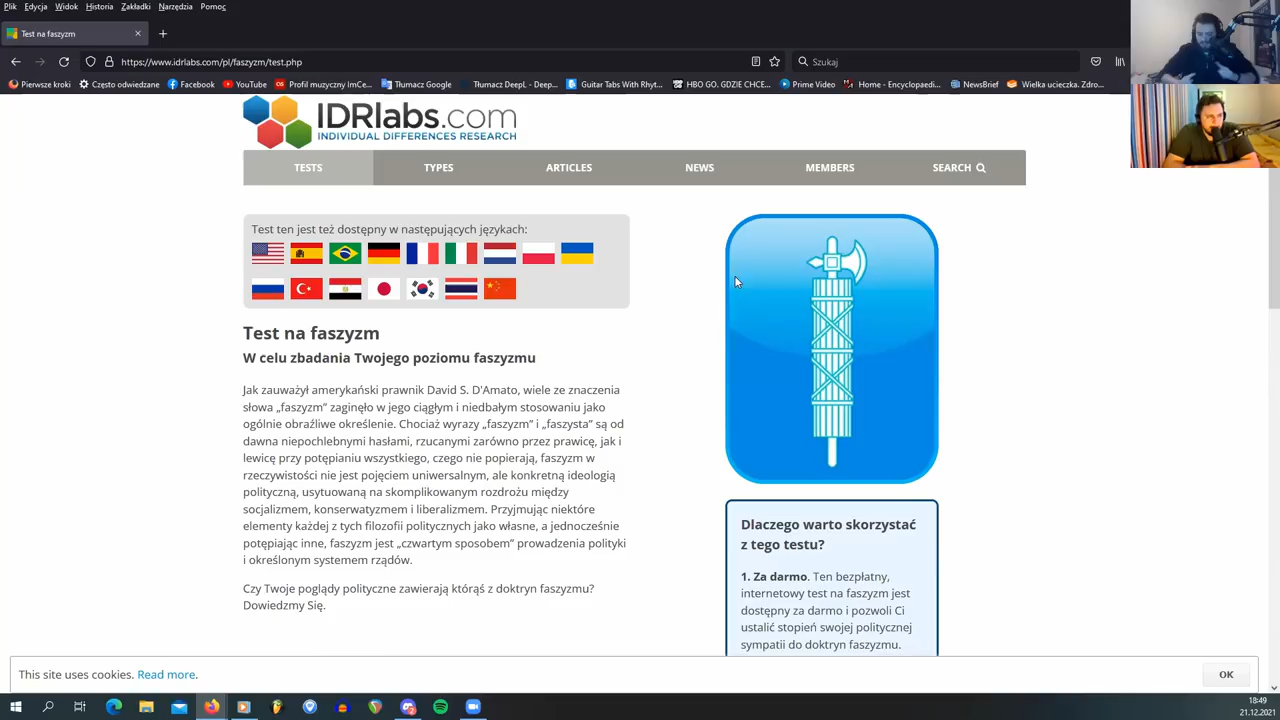 Plik Edycja Widok Historia Zakładki Narzędzia Pomoc
Test na faszyzm
https://www.idrlabs.com/pl/faszyzm/test.php
Szukaj
Pierwsze kroki Często odwiedzane Facebook YouTube Profil muzyczny ImCe... Tłumacz Google Tłumacz DeepL - Deep... Guitar Tabs With Rhyt... HBO GO. GDZIE CHCE... Prime Video Home - Encyclopaedi... NewsBrief Wielka ucieczka. Zdro...
IDRlabs.com
INDIVIDUAL DIFFERENCES RESEARCH
TESTS TYPES ARTICLES NEWS MEMBERS SEARCH
Test ten jest też dostępny w następujących językach:
Test na faszyzm
W celu zbadania Twojego poziomu faszyzmu
Jak zauważył amerykański prawnik David S. D'Amato, wiele ze znaczenia
słowa „faszyzm” zaginęło w jego ciągłym i niedbałym stosowaniu jako
ogólnie obraźliwe określenie. Chociaż wyrazy „faszyzm” i „faszysta” są od
dawna niepochlebnymi hasłami, rzucanymi zarówno przez prawicę, jak i
lewicę przy potępianiu wszystkiego, czego nie popierają, faszyzm w
rzeczywistości nie jest pojęciem uniwersalnym, ale konkretną ideologią
polityczną, usytuowaną na skomplikowanym rozdrożu między
socjalizmem, konserwatyzmem i liberalizmem. Przyjmując niektóre
elementy każdej z tych filozofii politycznych jako własne, a jednocześnie
potępiając inne, faszyzm jest „czwartym sposobem” prowadzenia polityki
i określonym systemem rządów.
Czy Twoje poglądy polityczne zawierają którąś z doktryn faszyzmu?
Dowiedzmy Się.
Dlaczego warto skorzystać
z tego testu?
1. Za darmo. Ten bezpłatny,
internetowy test na faszyzm jest
dostępny za darmo i pozwoli Ci
ustalić stopień swojej politycznej
sympatii do doktryn faszyzmu.
This site uses cookies. Read more.
OK
18:49
21.12.2021